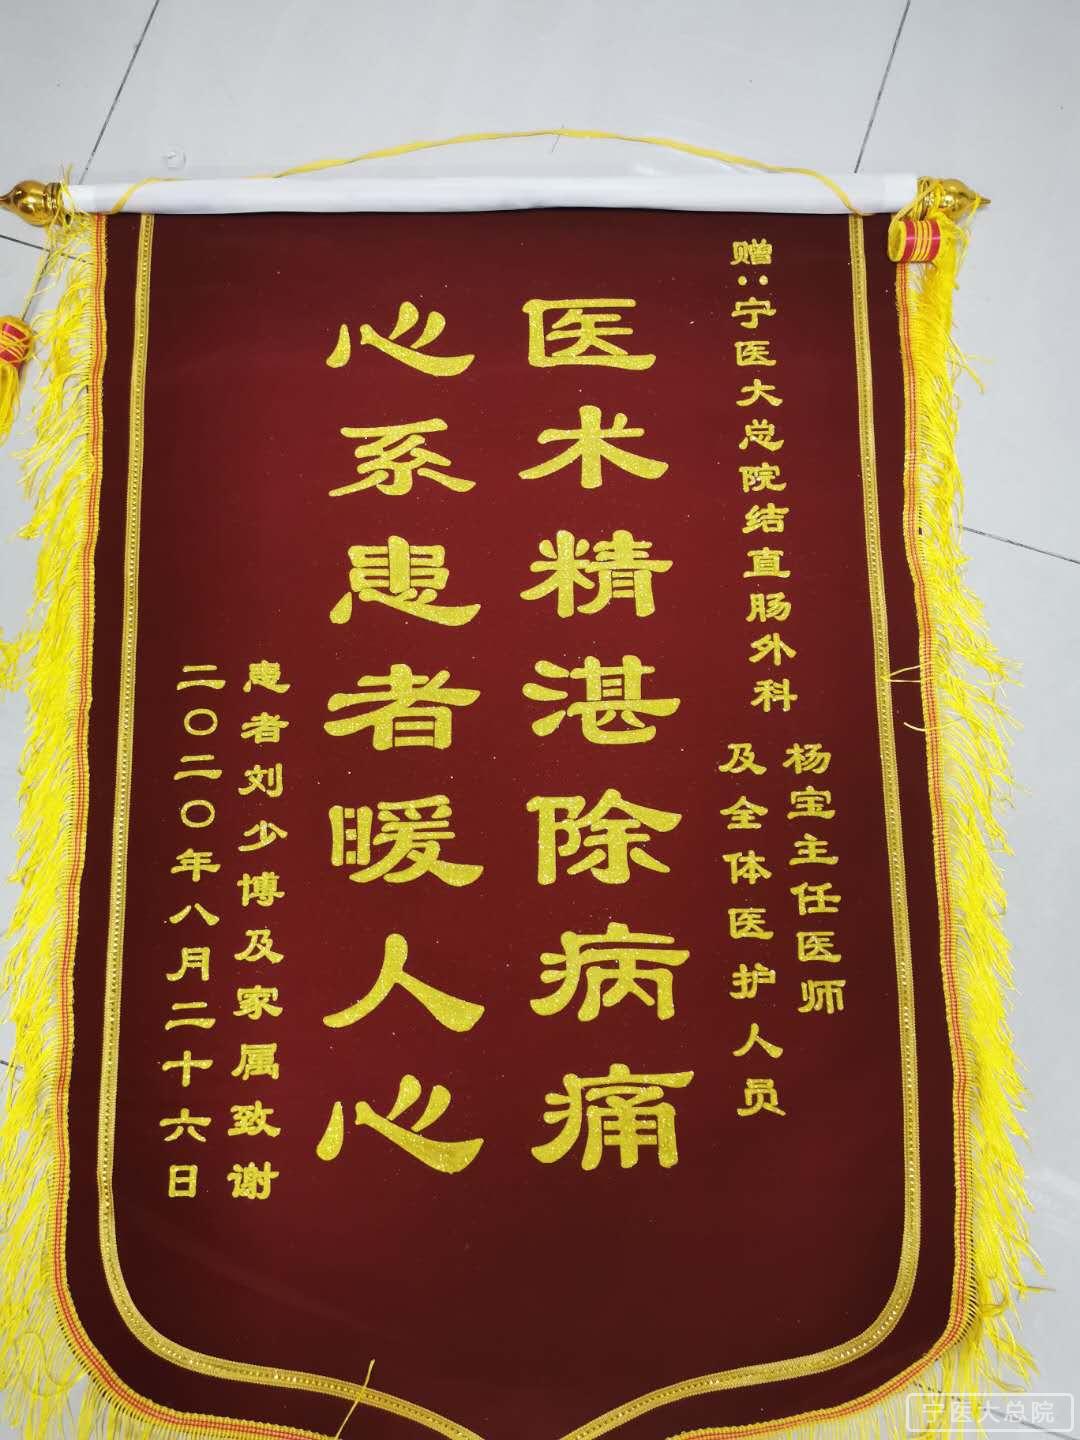 赠:宁医大总院结直肠外科
杨宝主任医师
及全体医护人员
医术精湛除病痛
心系患者暖人心
患者刘少博及家属致谢
二〇二〇年八月二十六日
宁医大总院